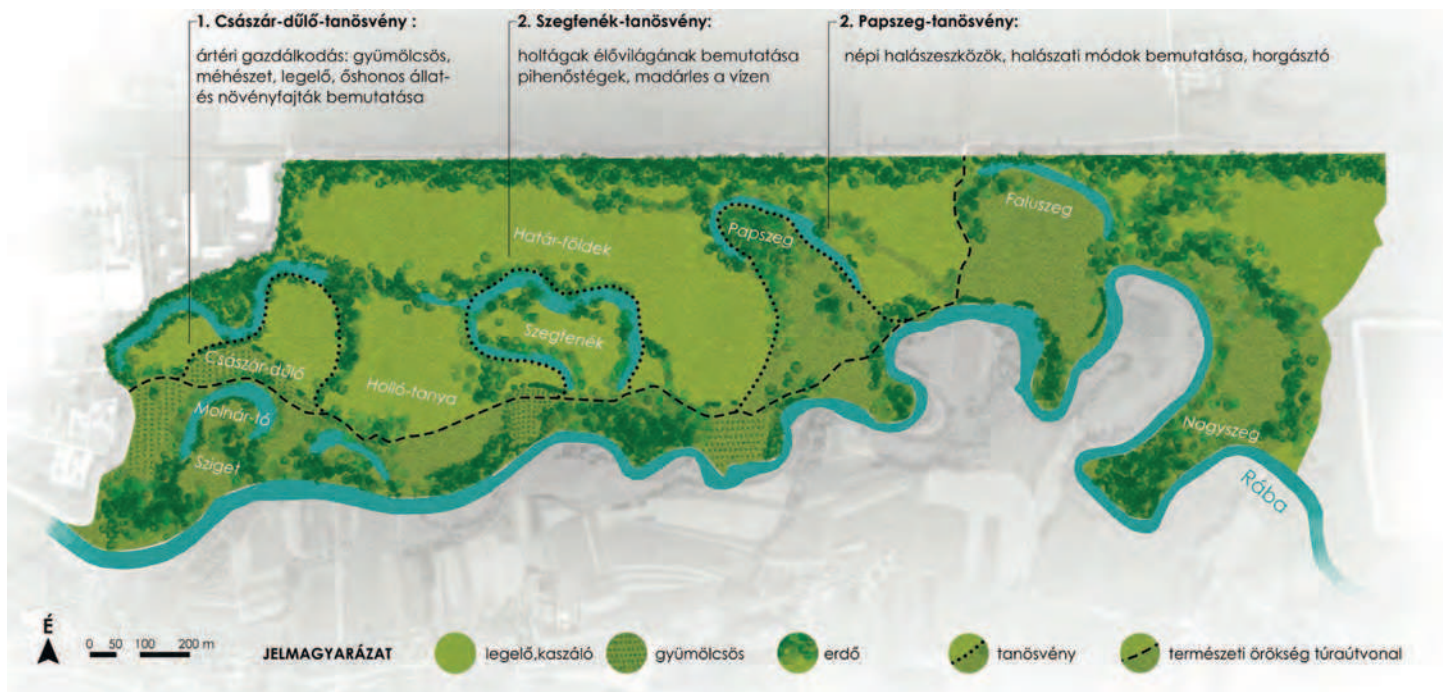 1. Császár-dűlő-tanösvény :
ártéri gazdálkodás: gyümölcsös,
méhészet, legelő, őshonos állat-
és növényfajták bemutatása
2. Szegfenék-tanösvény:
holtágak élővilágának bemutatása
pihenőstégek, madárles a vízen
2. Papszeg-tanösvény:
népi halászeszközök, halászati módok bemutatása, horgásztó
Faluszeg
Papszeg
Határ-földek
Szegfenék
Császár-dűlő
Holló-tanya
Molnár-tó
Sziget
Nagyszeg
Rába
É
0 50 100 200 m
JELMAGYARÁZAT
legelő,kaszáló
gyümölcsös
erdő
tanösvény
természeti örökség túraútvonal